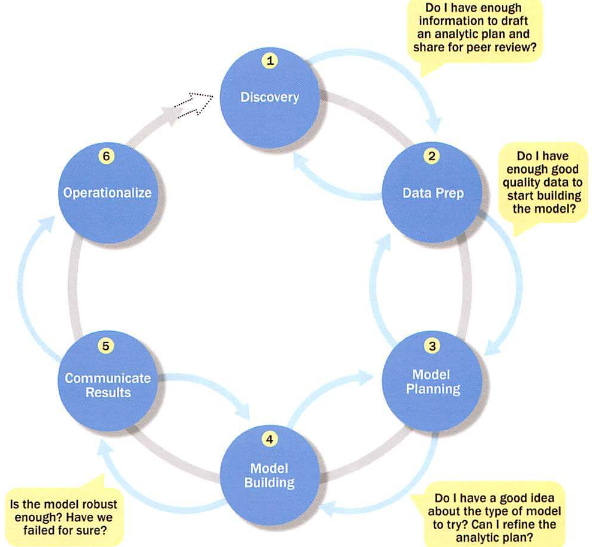 Do I have enough
information to draft
an analytic plan and
share for peer review?
1
Discovery
2
Data Prep
Do I have
enough good
quality data to
start building
the model?
3
Model
Planning
Do I have a good idea
about the type of model
to try? Can I refine the
analytic plan?
4
Model
Building
Is the model robust
enough? Have we
failed for sure?
5
Communicate
Results
6
Operationalize